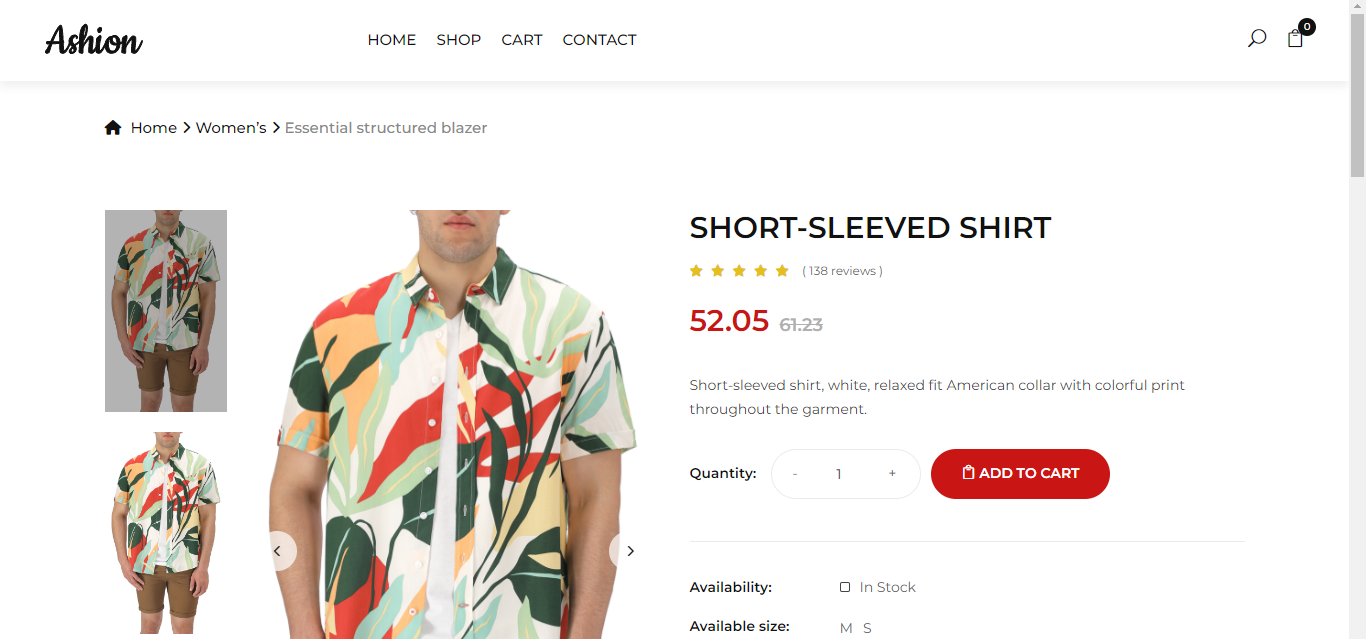 Ashion
HOME SHOP CART CONTACT
0
Home > Women's > Essential structured blazer
SHORT-SLEEVED SHIRT
( 138 reviews )
52.05 61.23
Short-sleeved shirt, white, relaxed fit American collar with colorful print
throughout the garment.
Quantity: - 1 + ADD TO CART
Availability: In Stock
Available size: M S